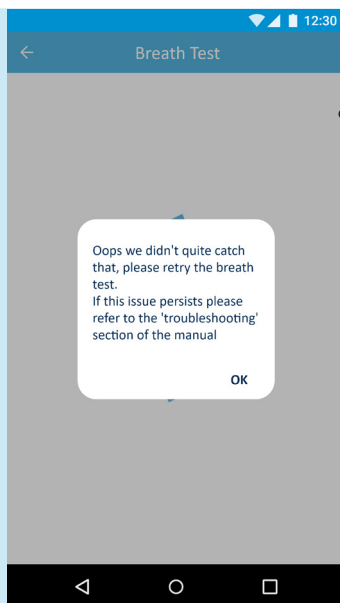 12:30
Breath Test
Oops we didn't quite catch
that, please retry the breath
test.
If this issue persists please
refer to the 'troubleshooting'
section of the manual
OK